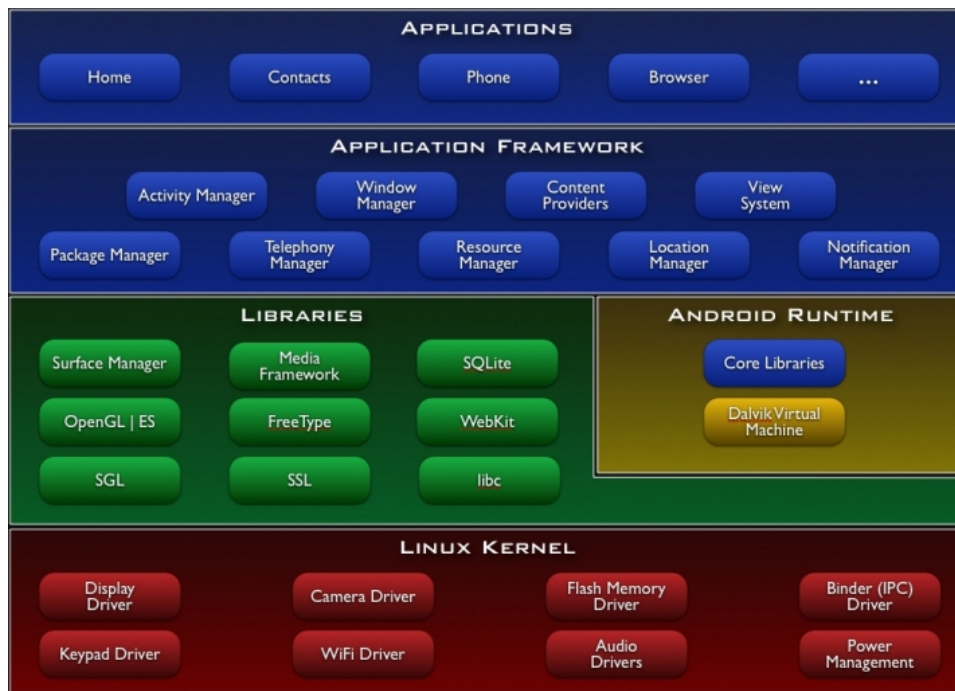 APPLICATIONS
Home
Contacts
Phone
Browser
...
APPLICATION FRAMEWORK
Activity Manager
Window
Manager
Content
Providers
View
System
Package Manager
Telephony
Manager
Resource
Manager
Location
Manager
Notification
Manager
LIBRARIES
Surface Manager
Media
Framework
SQLite
OpenGL | ES
FreeType
WebKit
SGL
SSL
libc
ANDROID RUNTIME
Core Libraries
Dalvik Virtual
Machine
LINUX KERNEL
Display
Driver
Camera Driver
Flash Memory
Driver
Binder (IPC)
Driver
Keypad Driver
WiFi Driver
Audio
Drivers
Power
Management